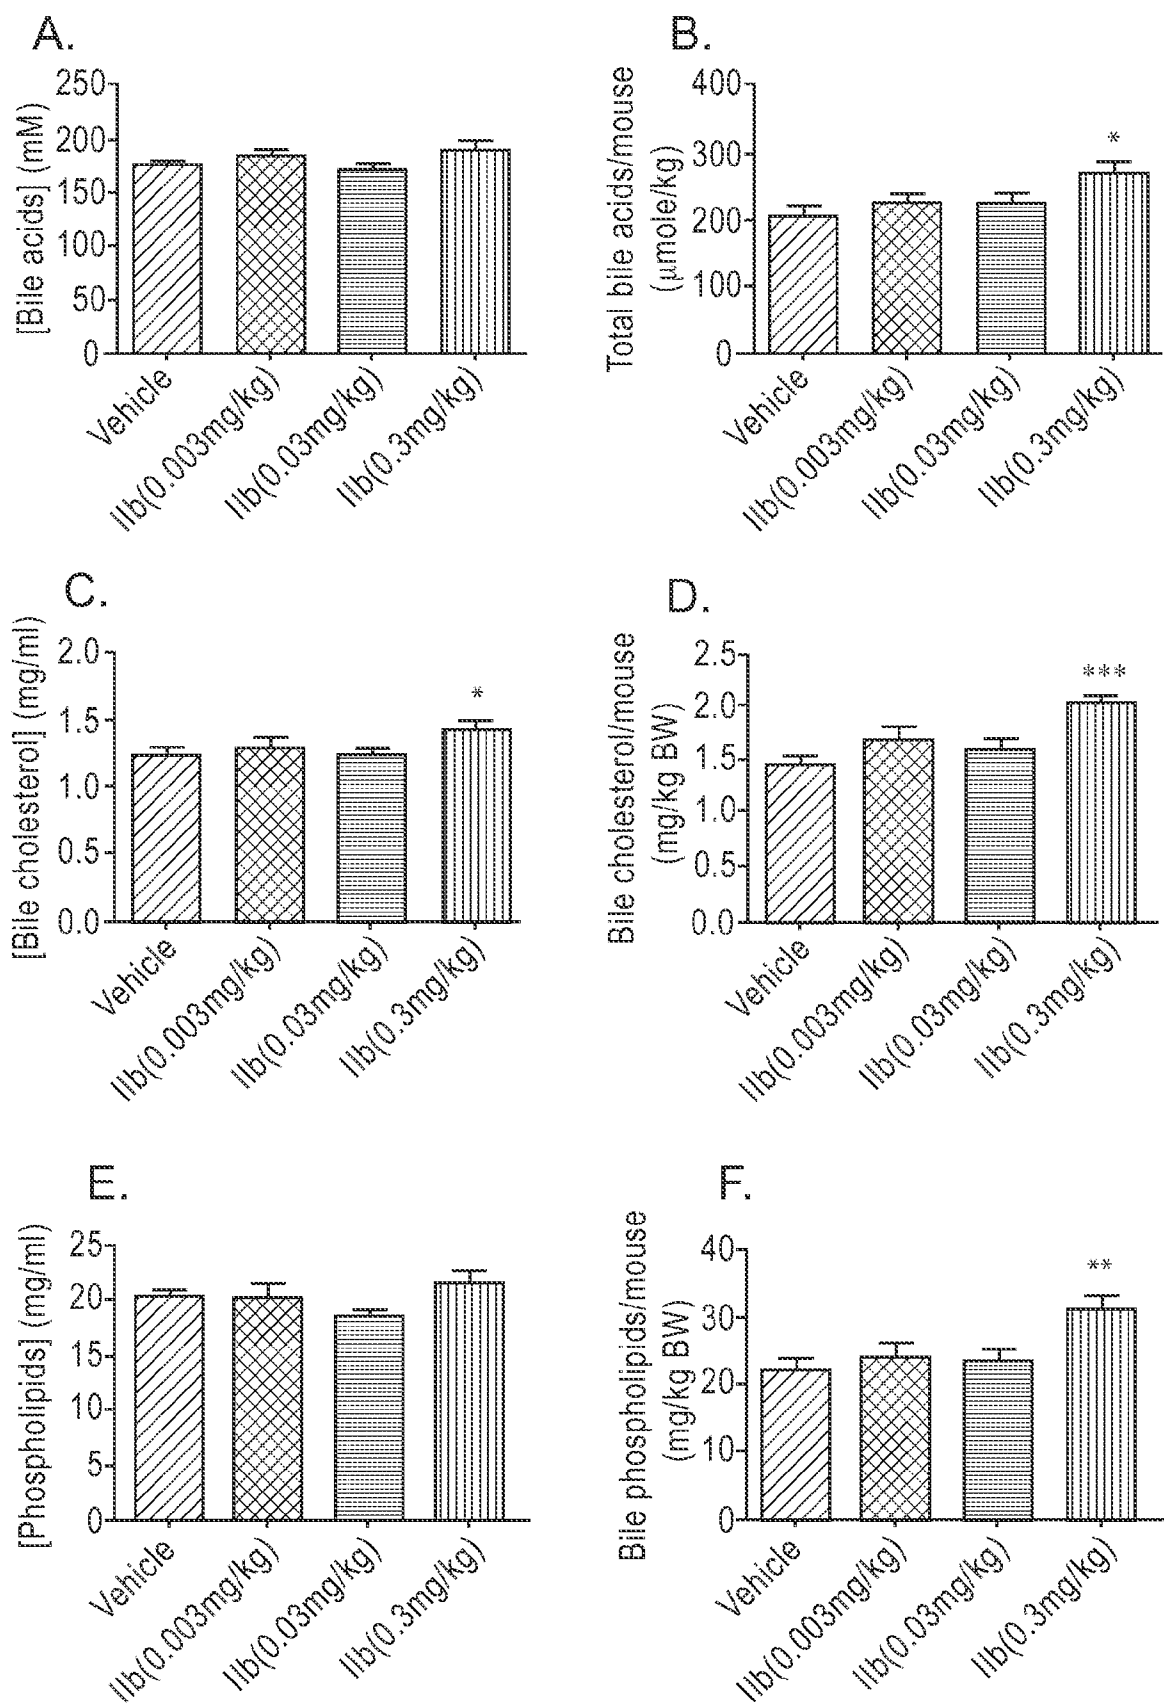 A.
[Bile acids] (mM)
250
200
150
100
50
0
Vehicle
IIb(0.003mg/kg)
IIb(0.03mg/kg)
IIb(0.3mg/kg)
B.
Total bile acids/mouse
(μmole/kg)
400
300
200
100
0
*
Vehicle
IIb(0.003mg/kg)
IIb(0.03mg/kg)
IIb(0.3mg/kg)
C.
[Bile cholesterol] (mg/ml)
2.0
1.5
1.0
0.5
0.0
*
Vehicle
IIb(0.003mg/kg)
IIb(0.03mg/kg)
IIb(0.3mg/kg)
D.
Bile cholesterol/mouse
(mg/kg BW)
2.5
2.0
1.5
1.0
0.5
0.0
***
Vehicle
IIb(0.003mg/kg)
IIb(0.03mg/kg)
IIb(0.3mg/kg)
E.
[Phospholipids] (mg/ml)
25
20
15
10
5
0
Vehicle
IIb(0.003mg/kg)
IIb(0.03mg/kg)
IIb(0.3mg/kg)
F.
Bile phospholipids/mouse
(mg/kg BW)
40
30
20
10
0
**
Vehicle
IIb(0.003mg/kg)
IIb(0.03mg/kg)
IIb(0.3mg/kg)